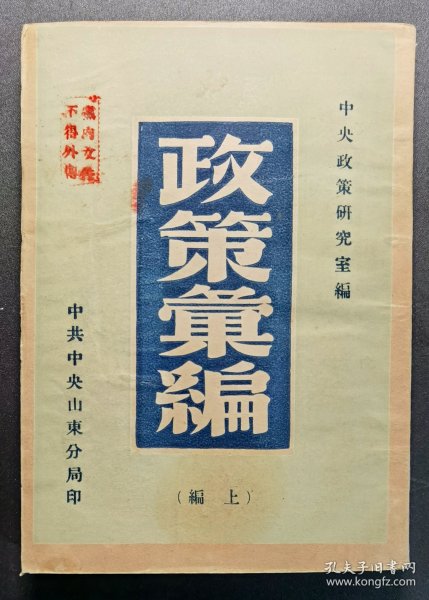 中央政策研究室編
政策彙編
（上編）
黨內文件
不得外傳
中共中央山東分局印
孔夫子旧书网
www.kongfz.com